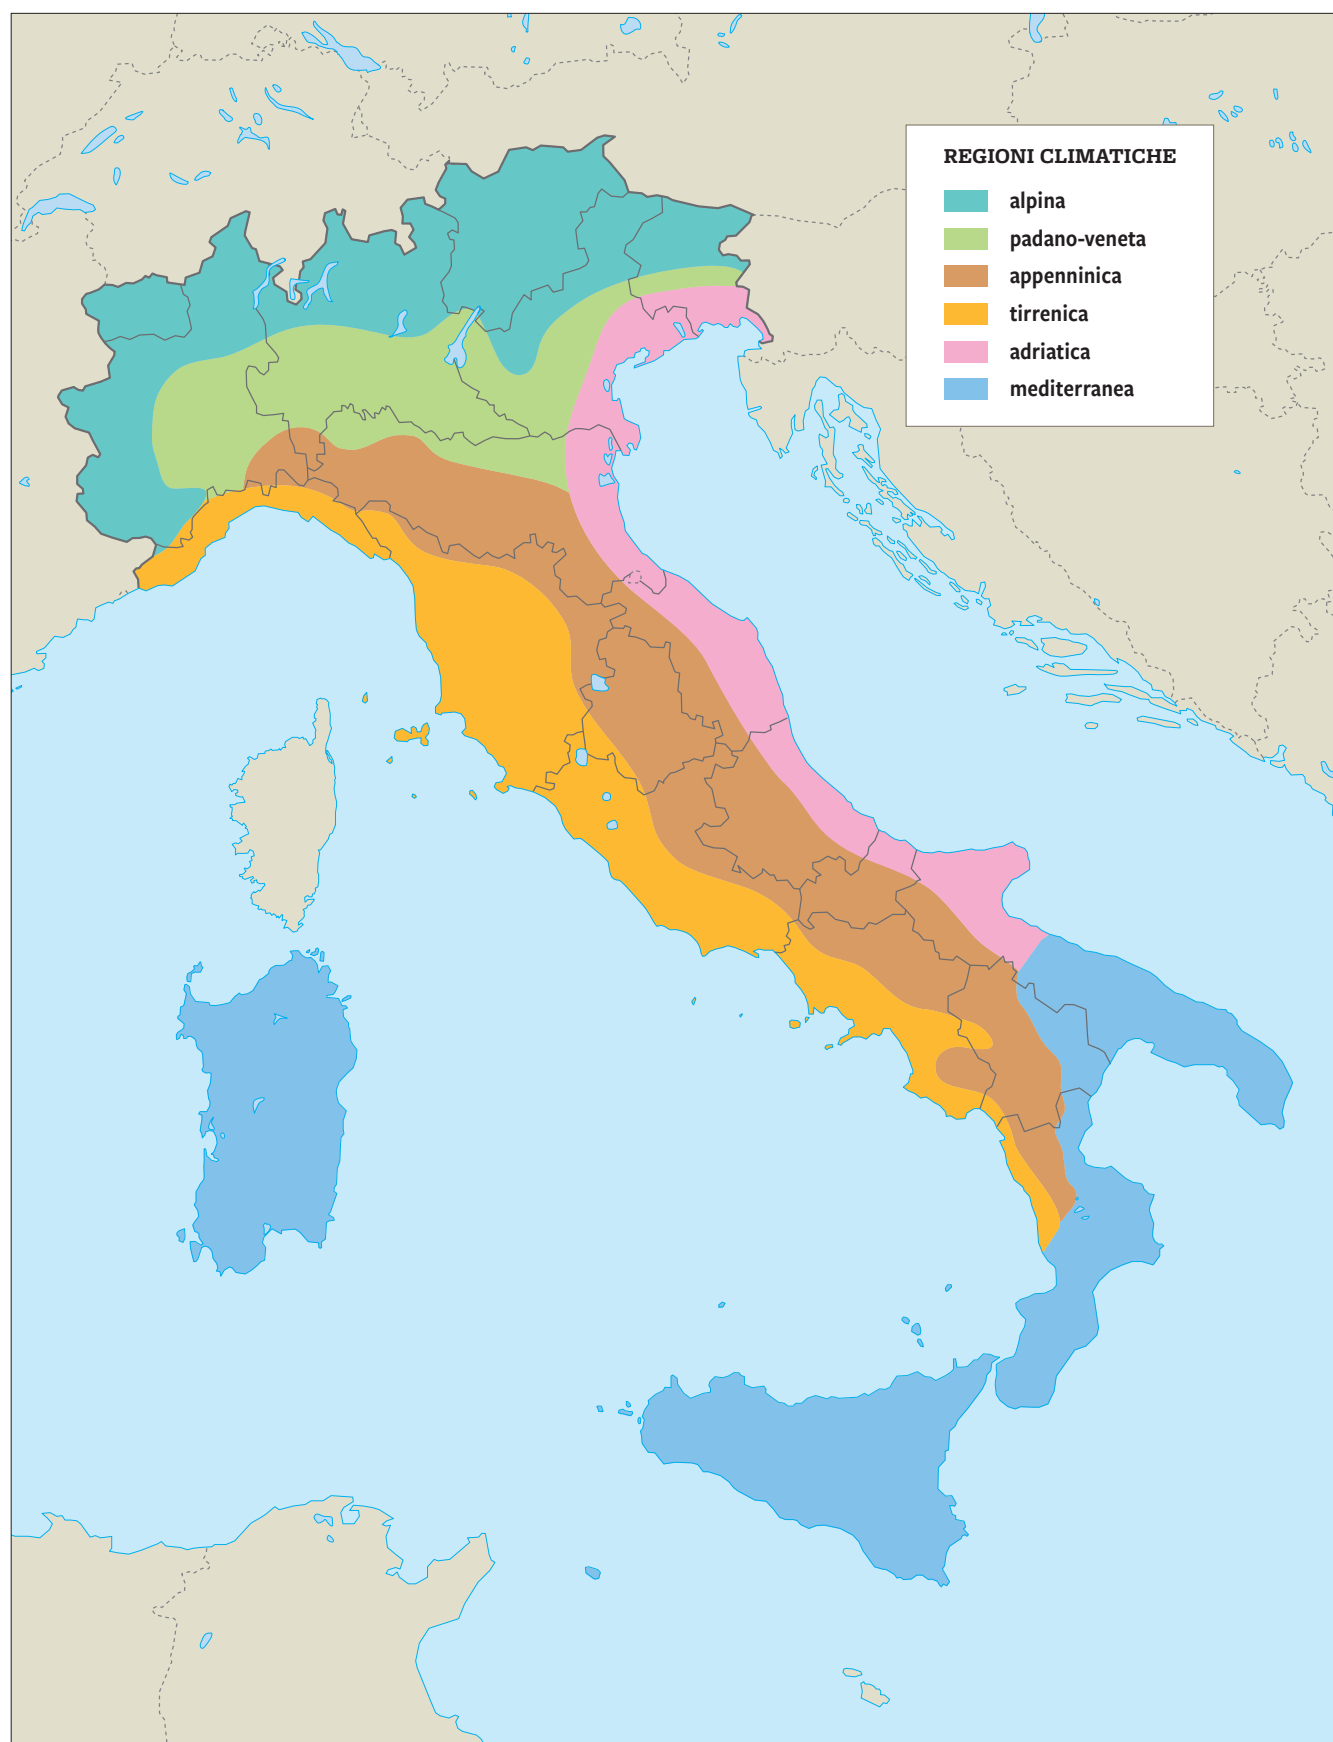 REGIONI CLIMATICHE
alpina
padano-veneta
appenninica
tirrenica
adriatica
mediterranea